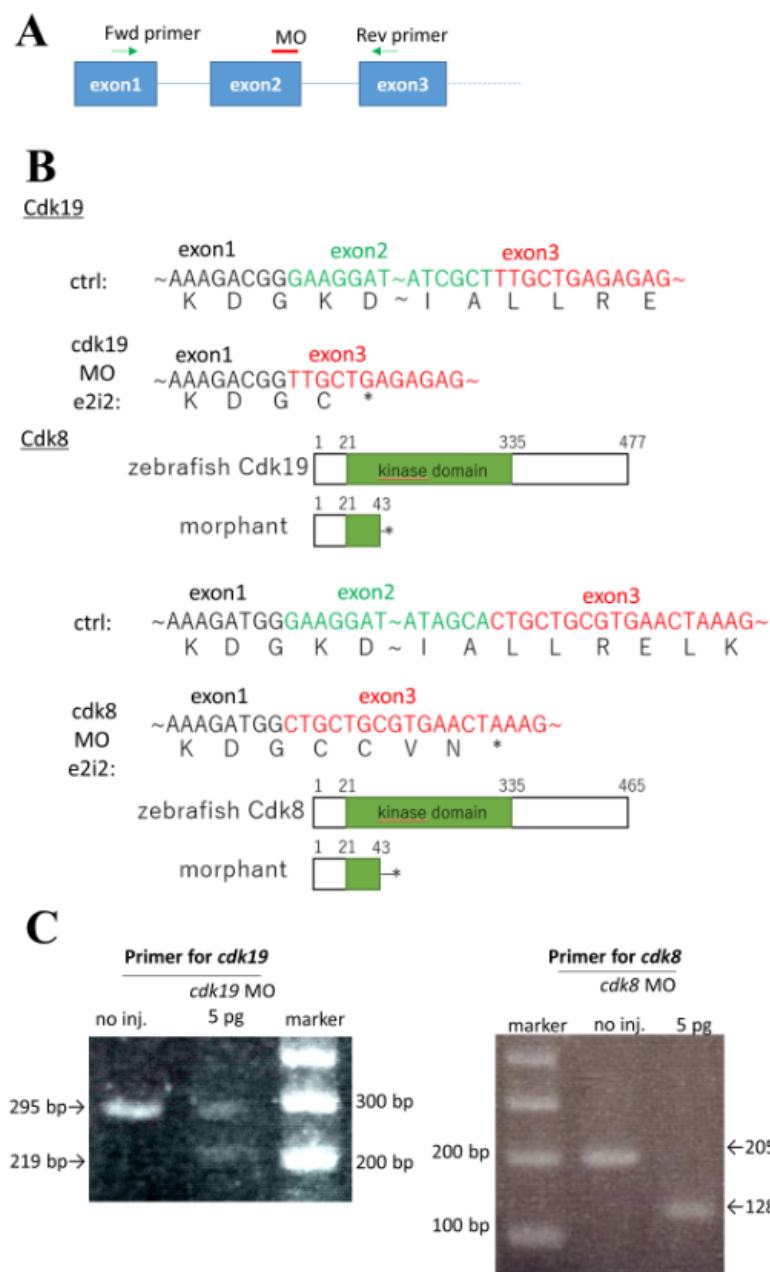 A
Fwd primer MO Rev primer
exon1 exon2 exon3
B
Cdk19
exon1 exon2 exon3
ctrl: ~AAAGACGGGAAGGAT~ATCGCTTTGCTGAGAGAG~
K D G K D ~ I A L L R E
cdk19 MO e2i2:
exon1 exon3
~AAAGACGGTTGCTGAGAGAG~
K D G C *
Cdk8
1 21 335 477
zebrafish Cdk19 kinase domain
1 21 43
morphant *
exon1 exon2 exon3
ctrl: ~AAAGATGGGAAGGAT~ATAGCACTGCTGCGTGAACTAAAG~
K D G K D ~ I A L L R E L K
cdk8 MO e2i2:
exon1 exon3
~AAAGATGGCTGCTGCGTGAACTAAAG~
K D G C C V N *
1 21 335 465
zebrafish Cdk8 kinase domain
1 21 43
morphant *
C
Primer for cdk19
cdk19 MO
no inj. 5 pg marker
295 bp→ 300 bp
219 bp→ 200 bp
Primer for cdk8
cdk8 MO
marker no inj. 5 pg
200 bp ←205
←128
100 bp